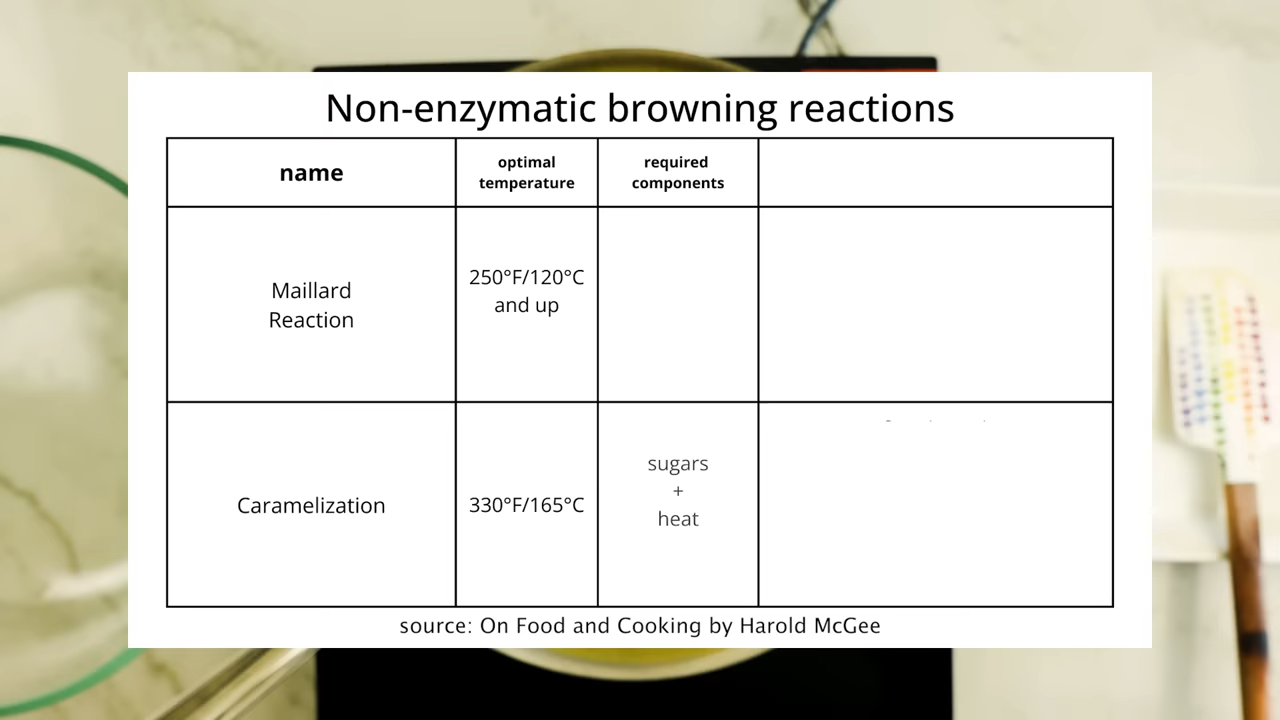 Non-enzymatic browning reactions
name
optimal
temperature
required
components
Maillard
Reaction
250°F/120°C
and up
Caramelization
330°F/165°C
sugars
+
heat
source: On Food and Cooking by Harold McGee